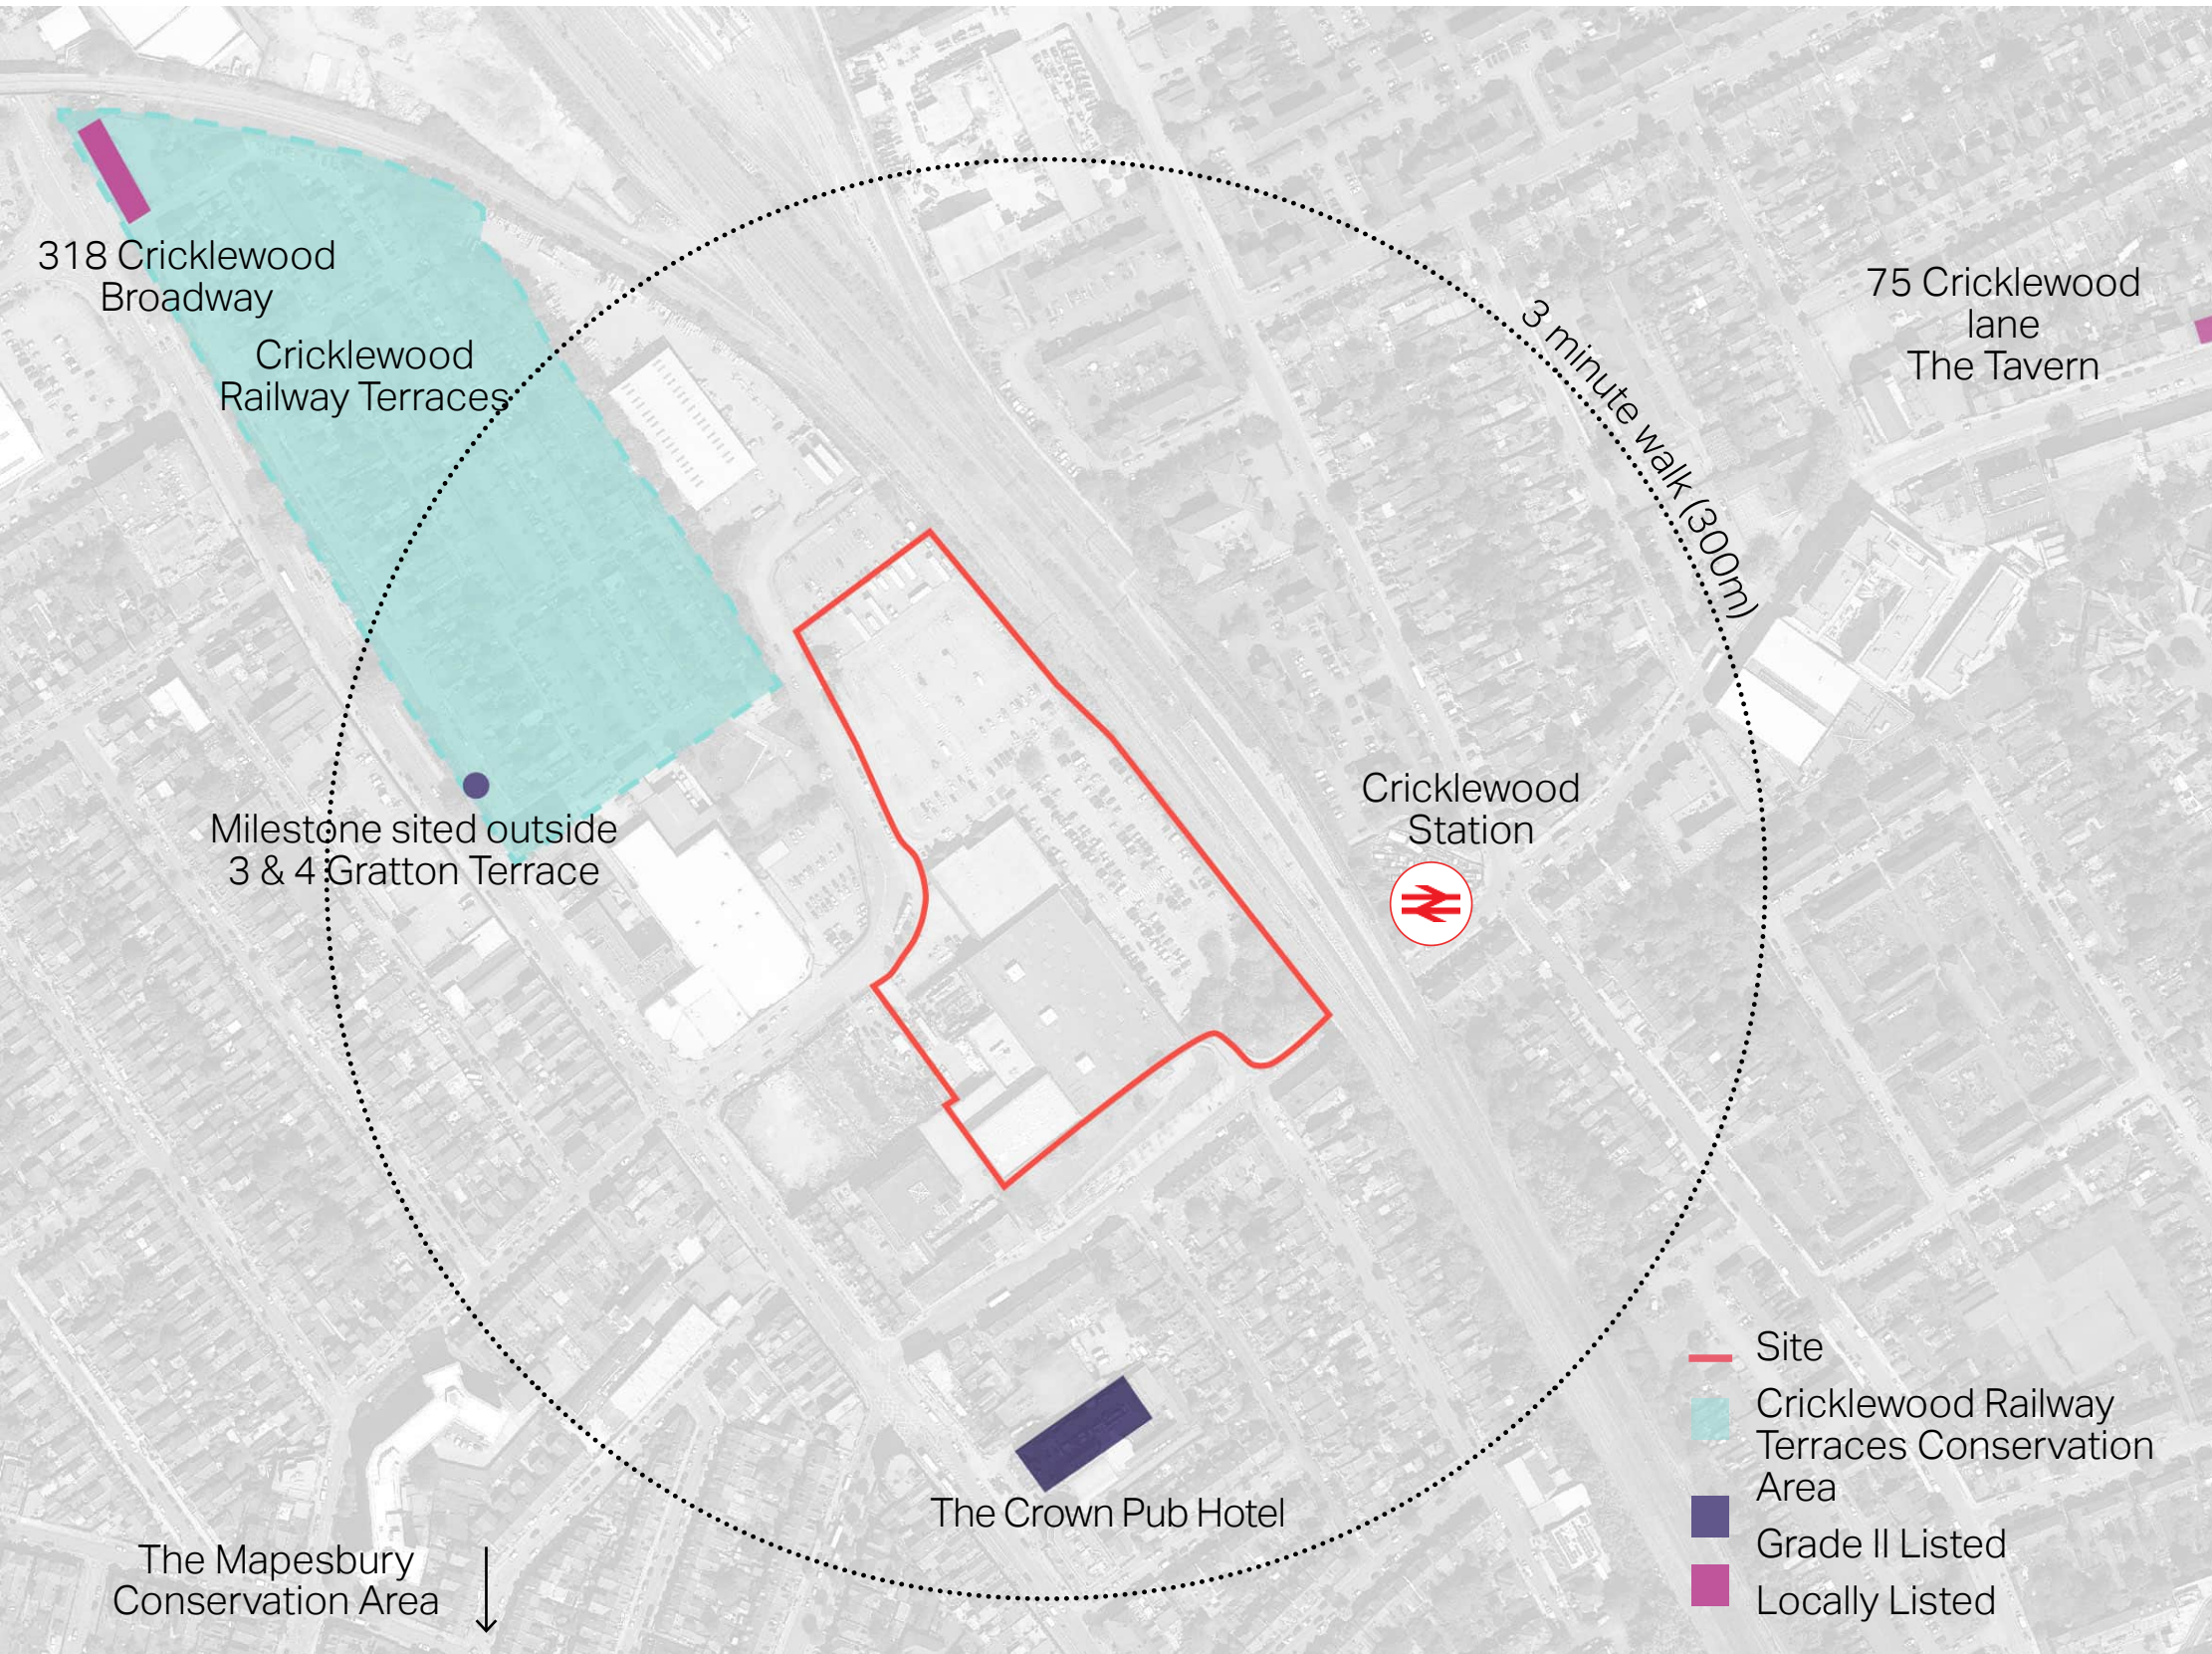 318 Cricklewood
Broadway
Cricklewood
Railway Terraces
3 minute walk (300m)
75 Cricklewood
lane
The Tavern
Milestone sited outside
3 & 4 Gratton Terrace
Cricklewood
Station
The Crown Pub Hotel
The Mapesbury
Conservation Area
Site
Cricklewood Railway
Terraces Conservation
Area
Grade II Listed
Locally Listed